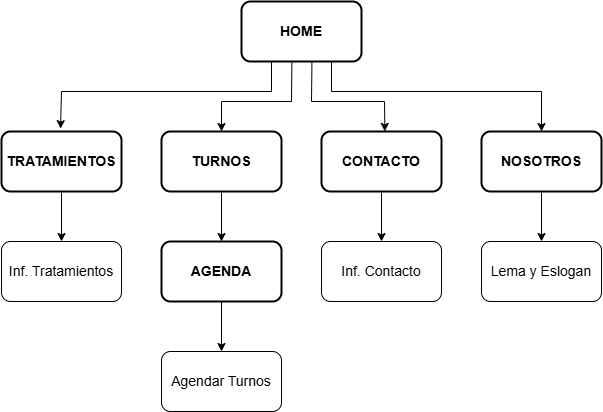 HOME
TRATAMIENTOS
TURNOS
CONTACTO
NOSOTROS
Inf. Tratamientos
AGENDA
Inf. Contacto
Lema y Eslogan
Agendar Turnos